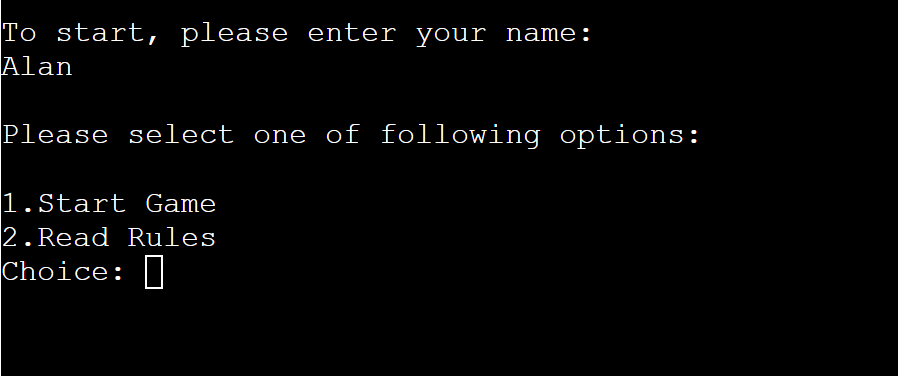 To start, please enter your name:
Alan
Please select one of following options:
1.Start Game
2.Read Rules
Choice: